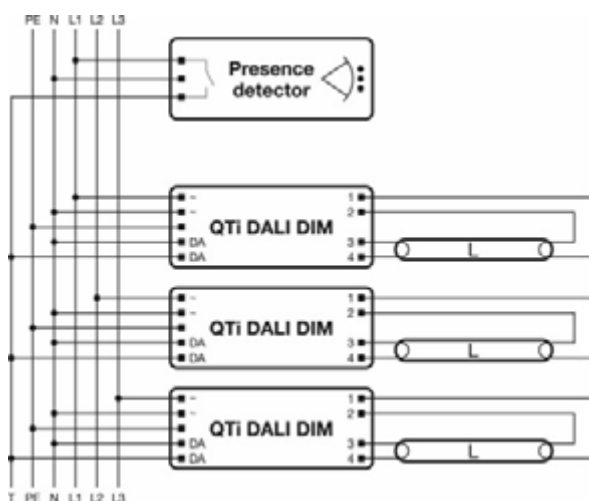 PE N L1 L2 L3
Presence
detector
~ 1
~ 2
QTi DALI DIM
DA 3 L
DA 4
~ 1
~ 2
QTi DALI DIM
DA 3 L
DA 4
~ 1
~ 2
QTi DALI DIM
DA 3 L
DA 4
T PE N L1 L2 L3